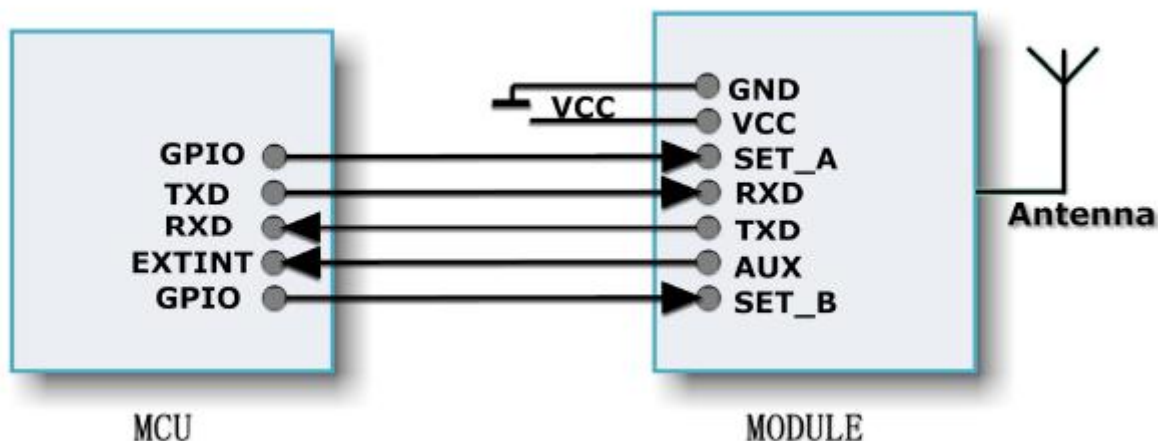 GND
VCC
VCC
GPIO
SET_A
TXD
RXD
RXD
TXD
EXTINT
AUX
GPIO
SET_B
Antenna
MCU
MODULE